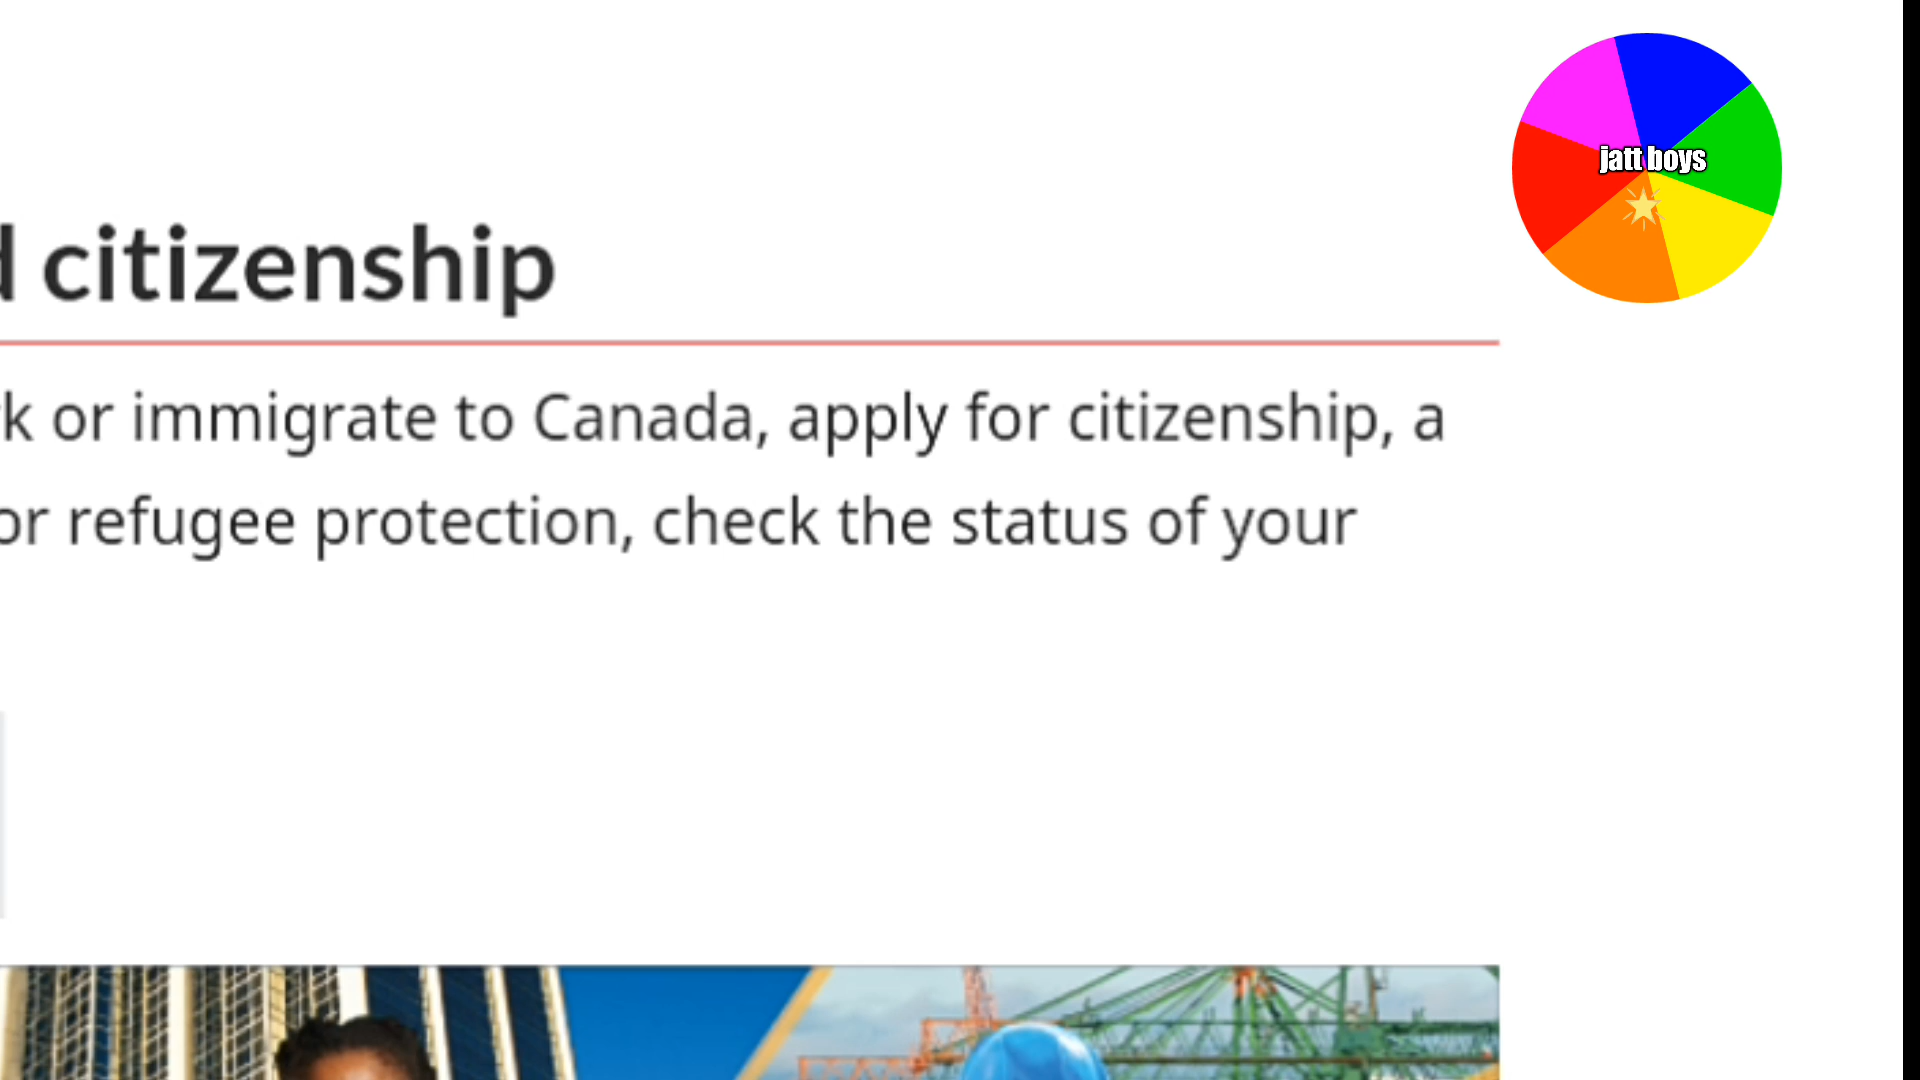 citizenship
or immigrate to Canada, apply for citizenship, a
or refugee protection, check the status of your
jatt boys